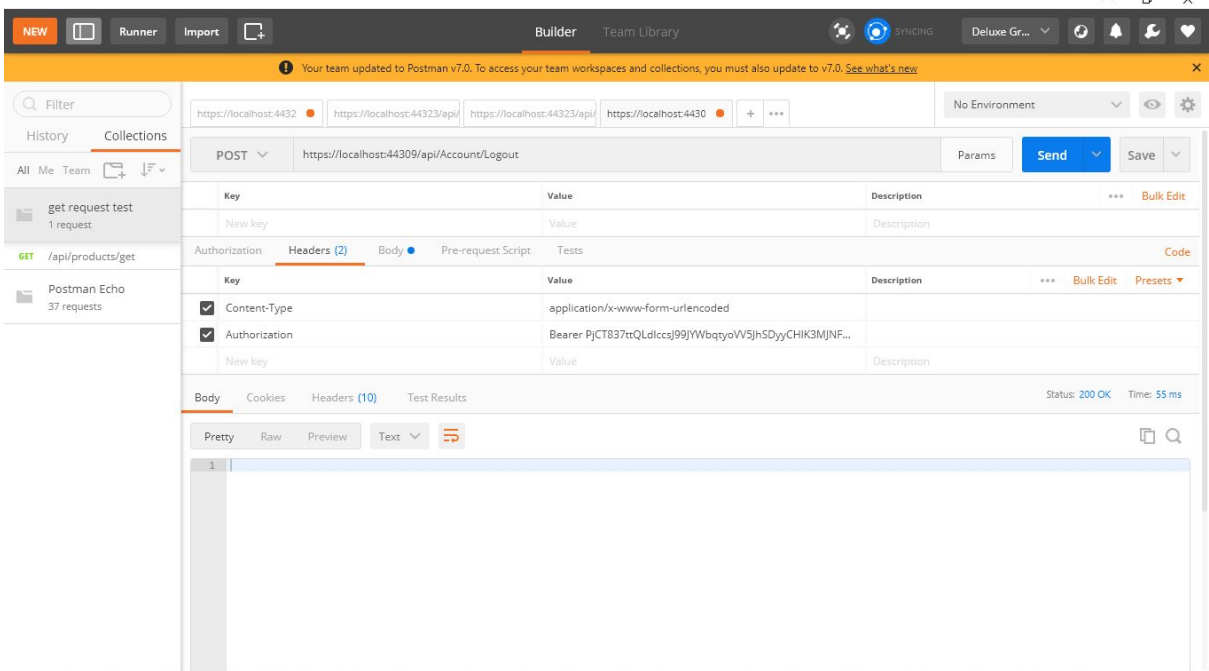 NEW Runner Import Builder Team Library SYNCING Deluxe Gr...
Your team updated to Postman v7.0. To access your team workspaces and collections, you must also update to v7.0. See what's new
Filter
History Collections
All Me Team
get request test
1 request
GET /api/products/get
Postman Echo
37 requests
https://localhost:4432 https://localhost:44323/api/ https://localhost:44323/api/ https://localhost:4430 + ••• No Environment
POST https://localhost:44309/api/Account/Logout Params Send Save
Key Value Description ••• Bulk Edit
New key Value Description
Authorization Headers (2) Body Pre-request Script Tests Code
Key Value Description ••• Bulk Edit Presets
Content-Type application/x-www-form-urlencoded
Authorization Bearer
New key Value Description
Body Cookies Headers (10) Test Results Status: 200 OK Time: 55 ms
Pretty Raw Preview Text
1